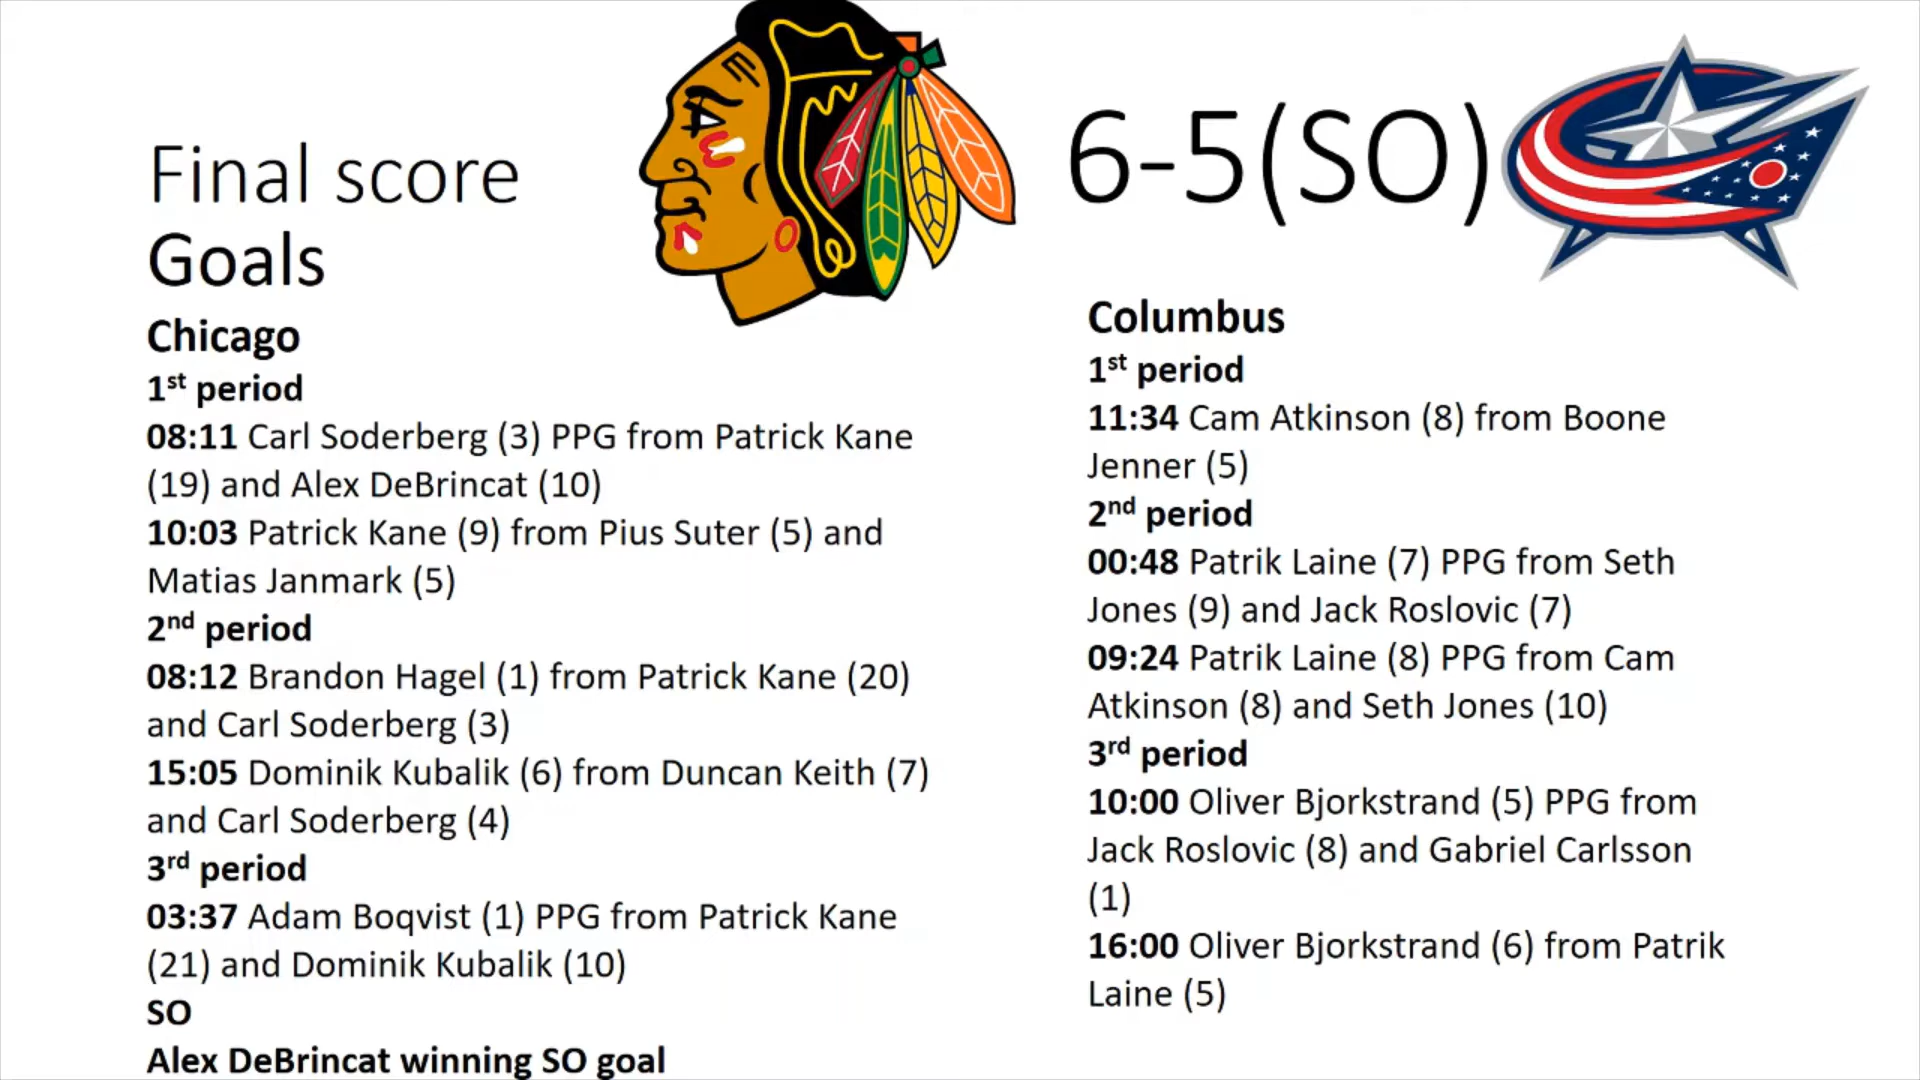 Final score
6-5(SO)
Goals
Chicago
1st period
08:11 Carl Soderberg (3) PPG from Patrick Kane
(19) and Alex DeBrincat (10)
10:03 Patrick Kane (9) from Pius Suter (5) and
Matias Janmark (5)
2nd period
08:12 Brandon Hagel (1) from Patrick Kane (20)
and Carl Soderberg (3)
15:05 Dominik Kubalik (6) from Duncan Keith (7)
and Carl Soderberg (4)
3rd period
03:37 Adam Boqvist (1) PPG from Patrick Kane
(21) and Dominik Kubalik (10)
SO
Alex DeBrincat winning SO goal
Columbus
1st period
11:34 Cam Atkinson (8) from Boone
Jenner (5)
2nd period
00:48 Patrik Laine (7) PPG from Seth
Jones (9) and Jack Roslovic (7)
09:24 Patrik Laine (8) PPG from Cam
Atkinson (8) and Seth Jones (10)
3rd period
10:00 Oliver Bjorkstrand (5) PPG from
Jack Roslovic (8) and Gabriel Carlsson
(1)
16:00 Oliver Bjorkstrand (6) from Patrik
Laine (5)